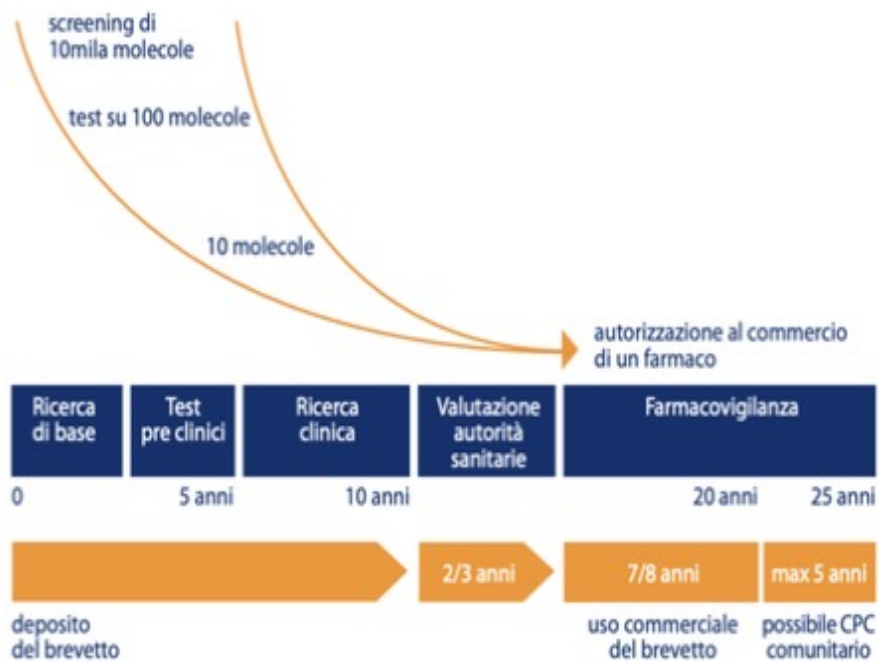 screening di
10mila molecole
test su 100 molecole
10 molecole
autorizzazione al commercio
di un farmaco
Ricerca
di base
Test
pre clinici
Ricerca
clinica
Valutazione
autorità
sanitarie
Farmacovigilanza
0
5 anni
10 anni
20 anni
25 anni
2/3 anni
7/8 anni
max 5 anni
deposito
del brevetto
uso commerciale
del brevetto
possibile CPC
comunitario